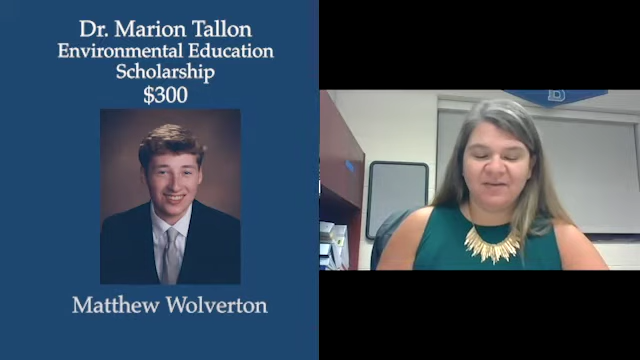 Dr. Marion Tallon
Environmental Education
Scholarship
$300
Matthew Wolverton